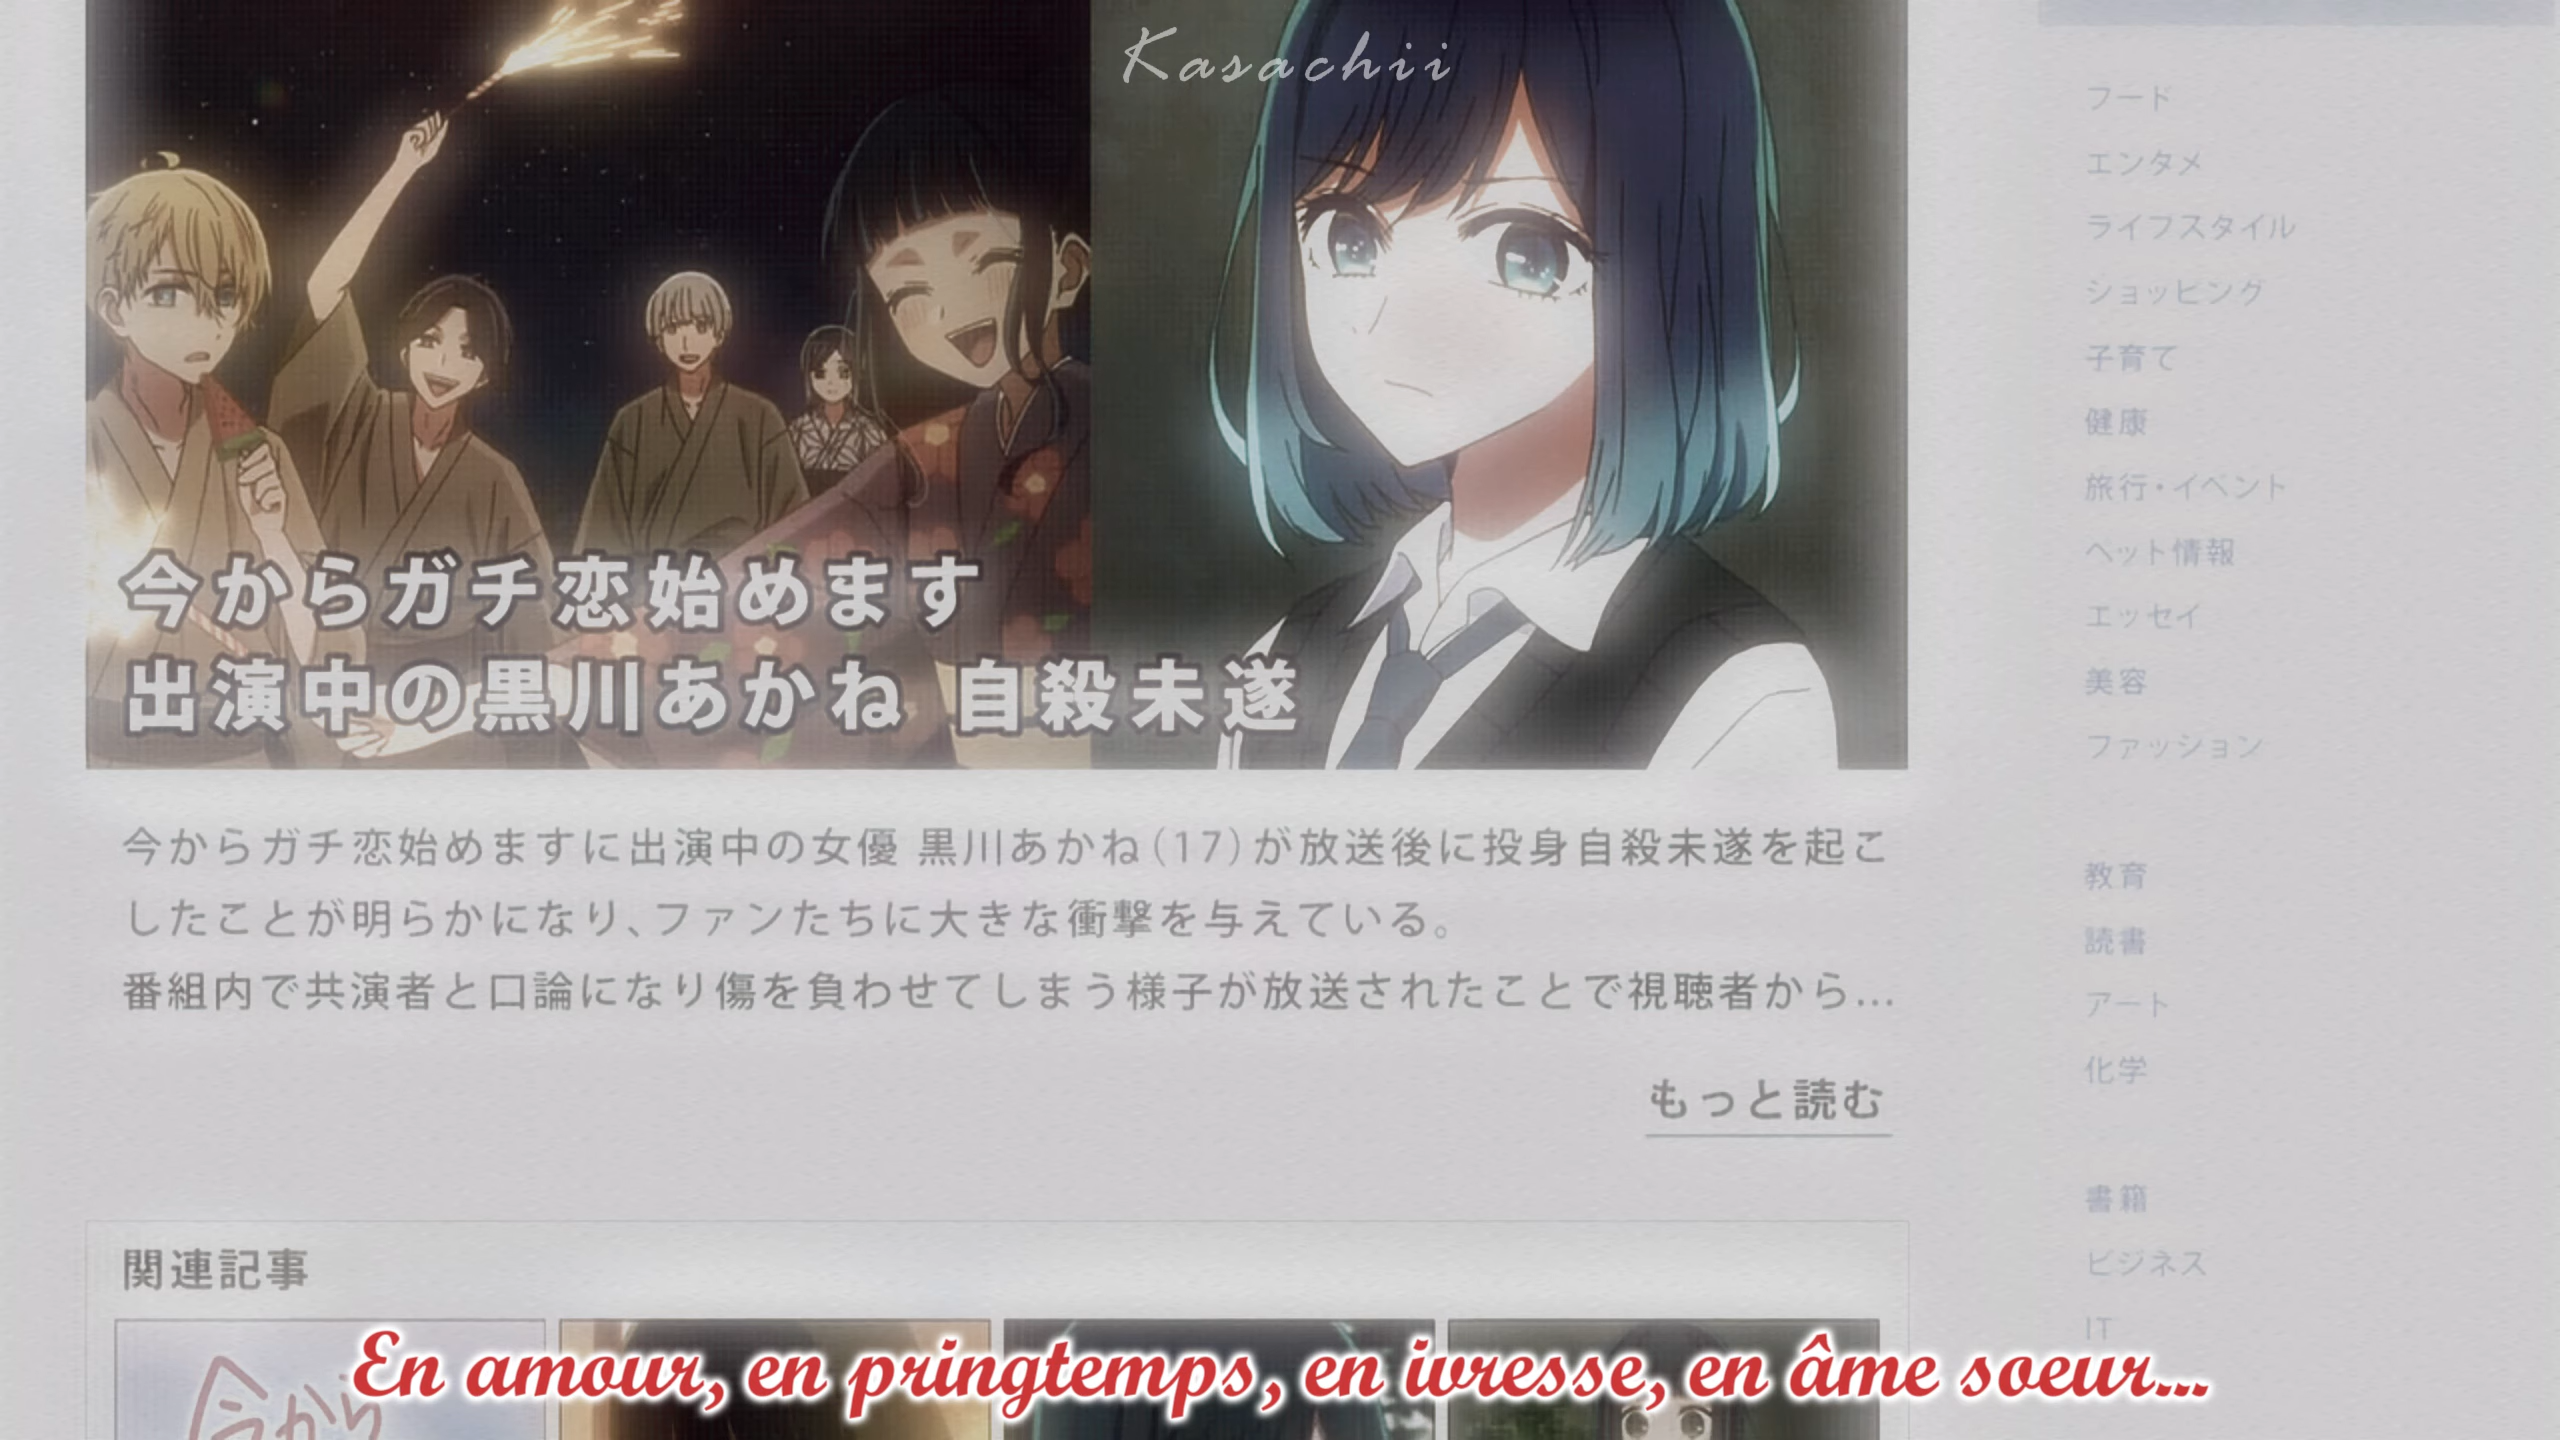 Kasachii
今からガチ恋始めます
出演中の黒川あかね 自殺未遂
今からガチ恋始めますに出演中の女優 黒川あかね(17)が放送後に投身自殺未遂を起こ
したことが明らかになり、ファンたちに大きな衝撃を与えている。
番組内で共演者と口論になり傷を負わせてしまう様子が放送されたことで視聴者から…
もっと読む
関連記事
今から
En amour, en pringtemps, en ivresse, en âme soeur...
フード
エンタメ
ライフスタイル
ショッピング
子育て
健康
旅行・イベント
ペット情報
エッセイ
美容
ファッション
教育
読書
アート
化学
書籍
ビジネス
IT